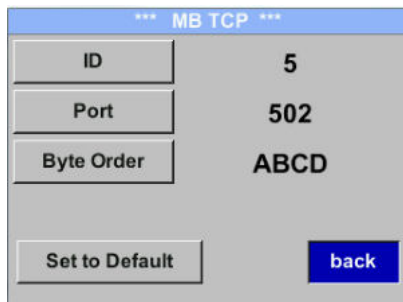 *** MB TCP ***
ID 5
Port 502
Byte Order ABCD
Set to Default back